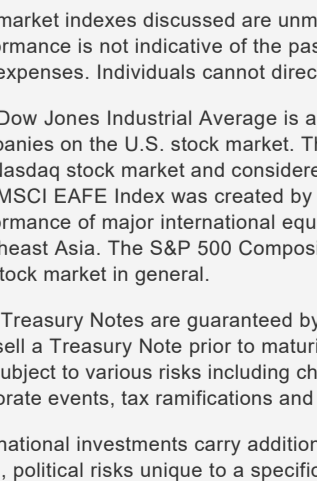 market indexes discussed are unm
ormance is not indicative of the pas
expenses. Individuals cannot direc
Dow Jones Industrial Average is a
panies on the U.S. stock market. Th
Nasdaq stock market and considere
MSCI EAFE Index was created by
ormance of major international equ
heast Asia. The S&P 500 Composi
stock market in general.
Treasury Notes are guaranteed by
sell a Treasury Note prior to maturi
subject to various risks including ch
orate events, tax ramifications and
national investments carry addition
, political risks unique to a specific